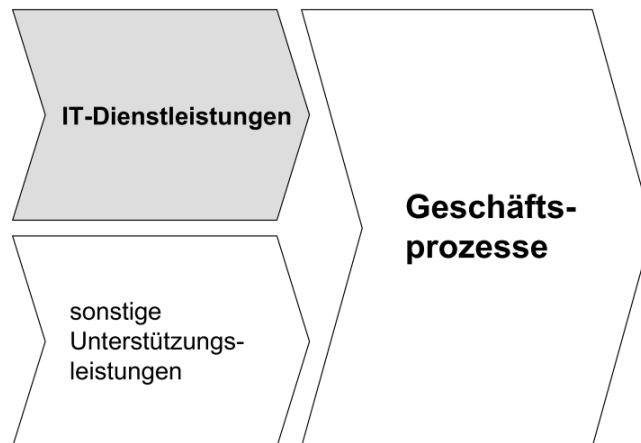 IT-Dienstleistungen
Geschäfts-
prozesse
sonstige
Unterstützungs-
leistungen